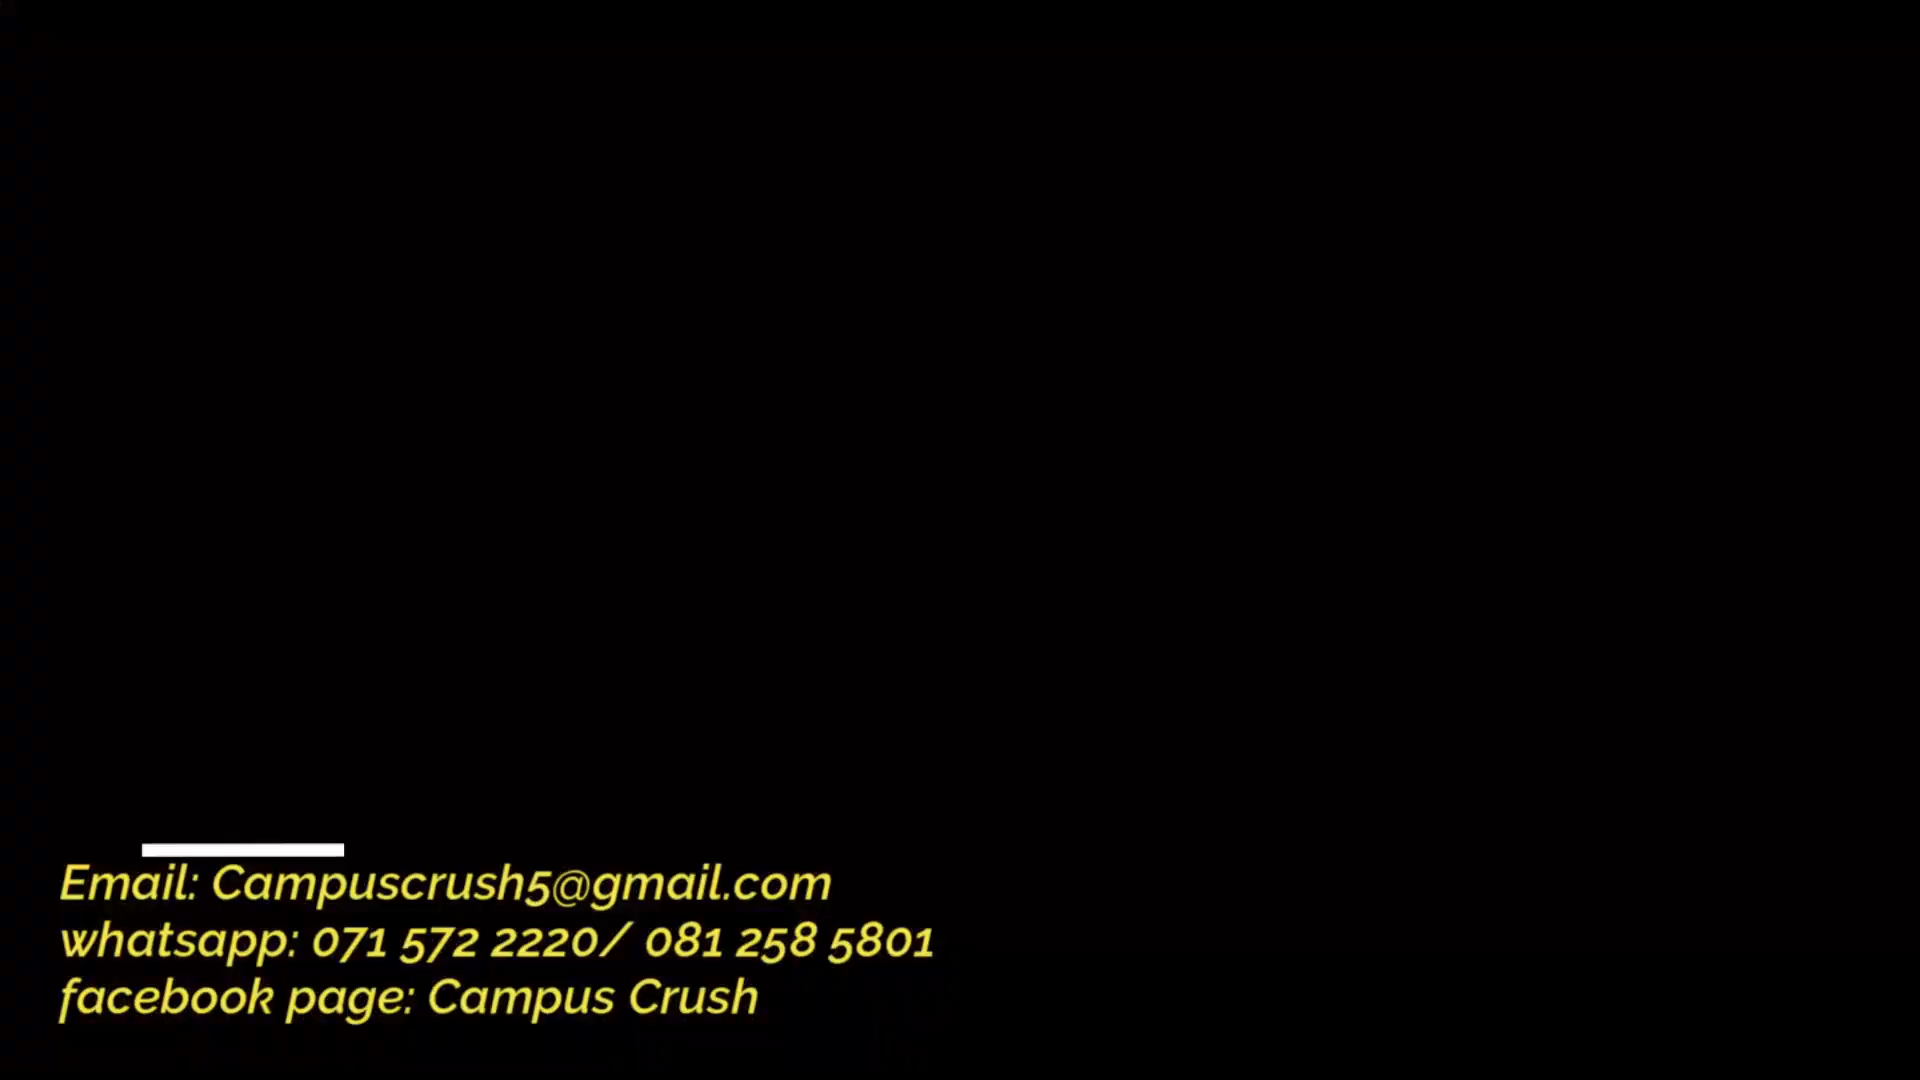 Email: Campuscrush5@gmail.com
whatsapp: 071 572 2220/ 081 258 5801
facebook page: Campus Crush